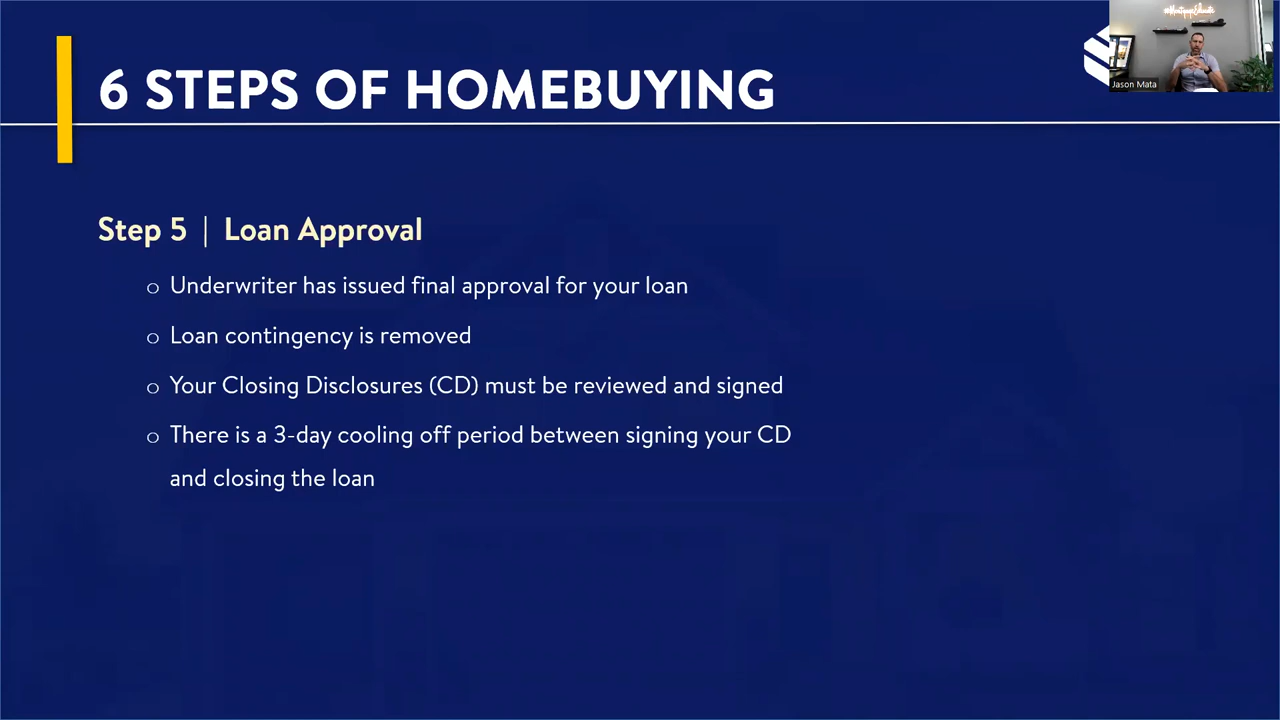 6 STEPS OF HOMEBUYING
#MortgageEducate
Jason Mata
Step 5 | Loan Approval
o Underwriter has issued final approval for your loan
o Loan contingency is removed
o Your Closing Disclosures (CD) must be reviewed and signed
o There is a 3-day cooling off period between signing your CD
and closing the loan